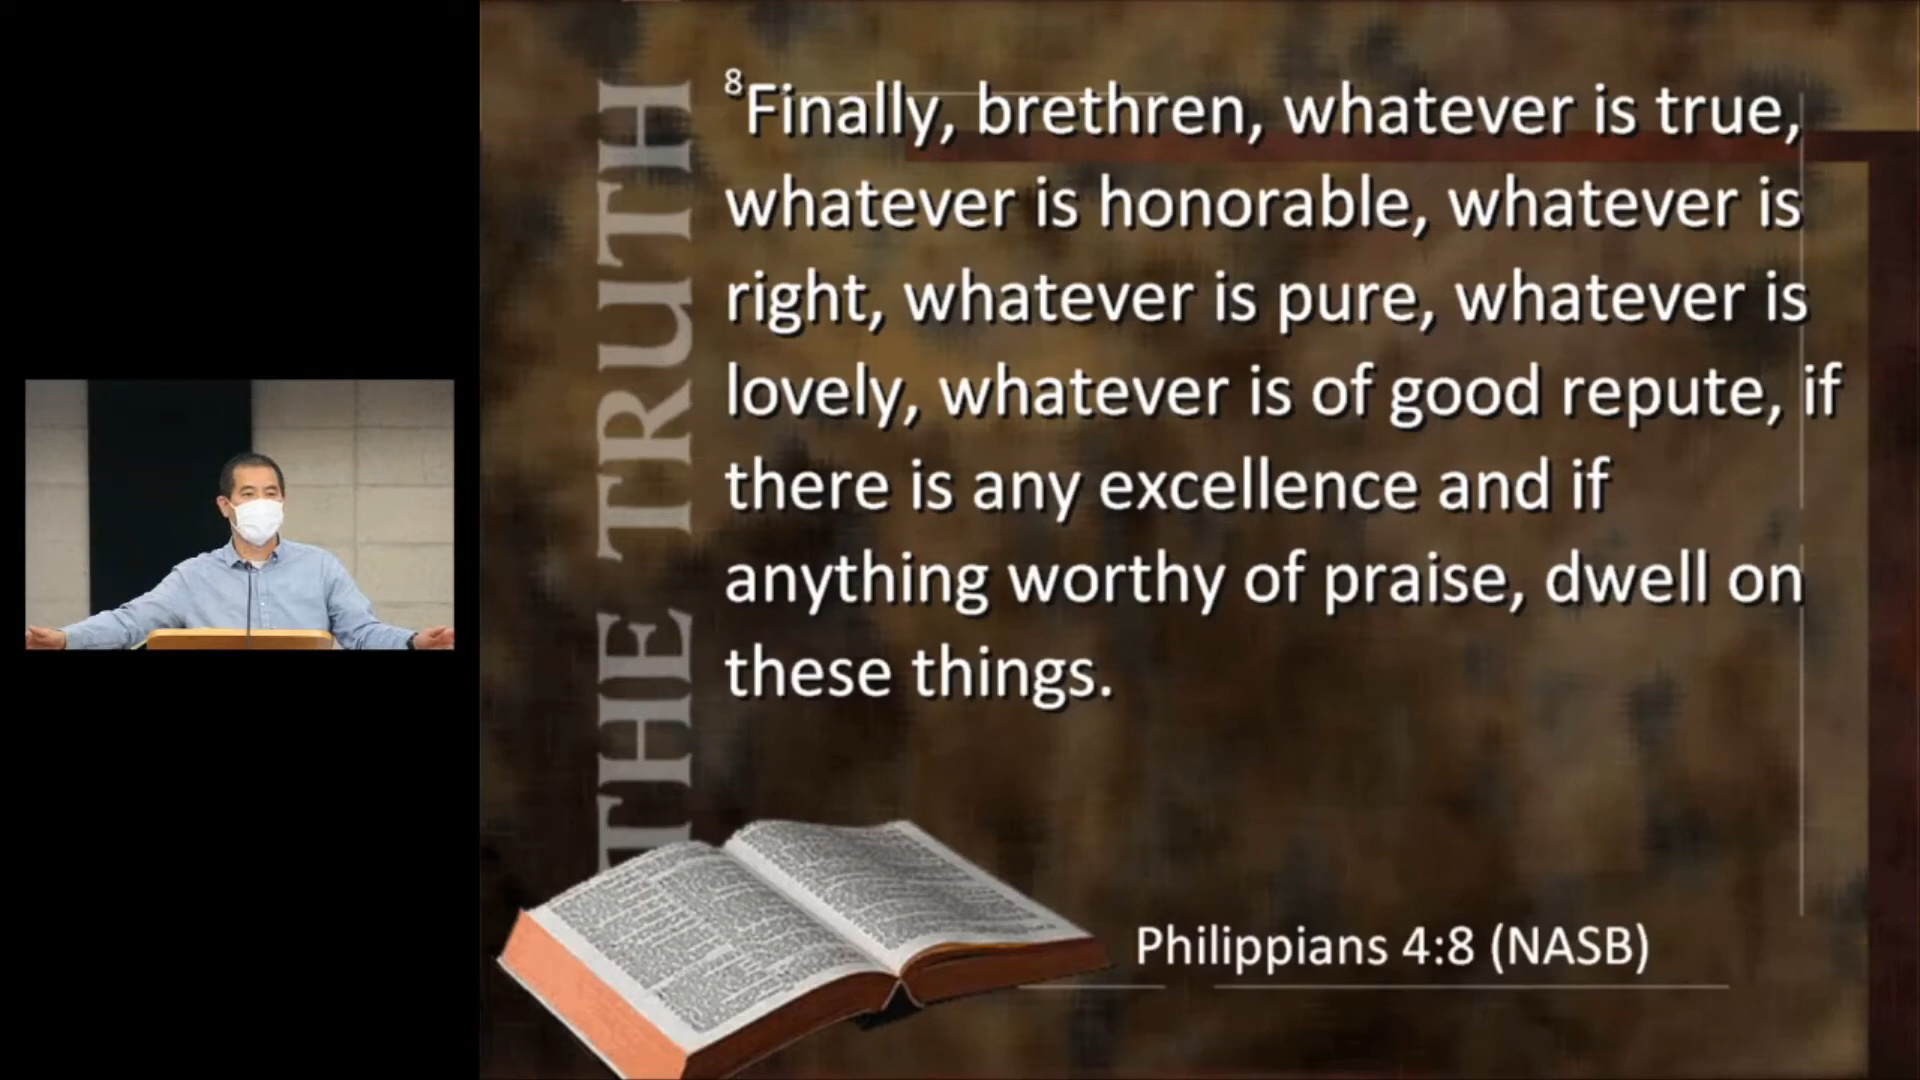 THE TRUTH
⁸Finally, brethren, whatever is true,
whatever is honorable, whatever is
right, whatever is pure, whatever is
lovely, whatever is of good repute, if
there is any excellence and if
anything worthy of praise, dwell on
these things.
Philippians 4:8 (NASB)